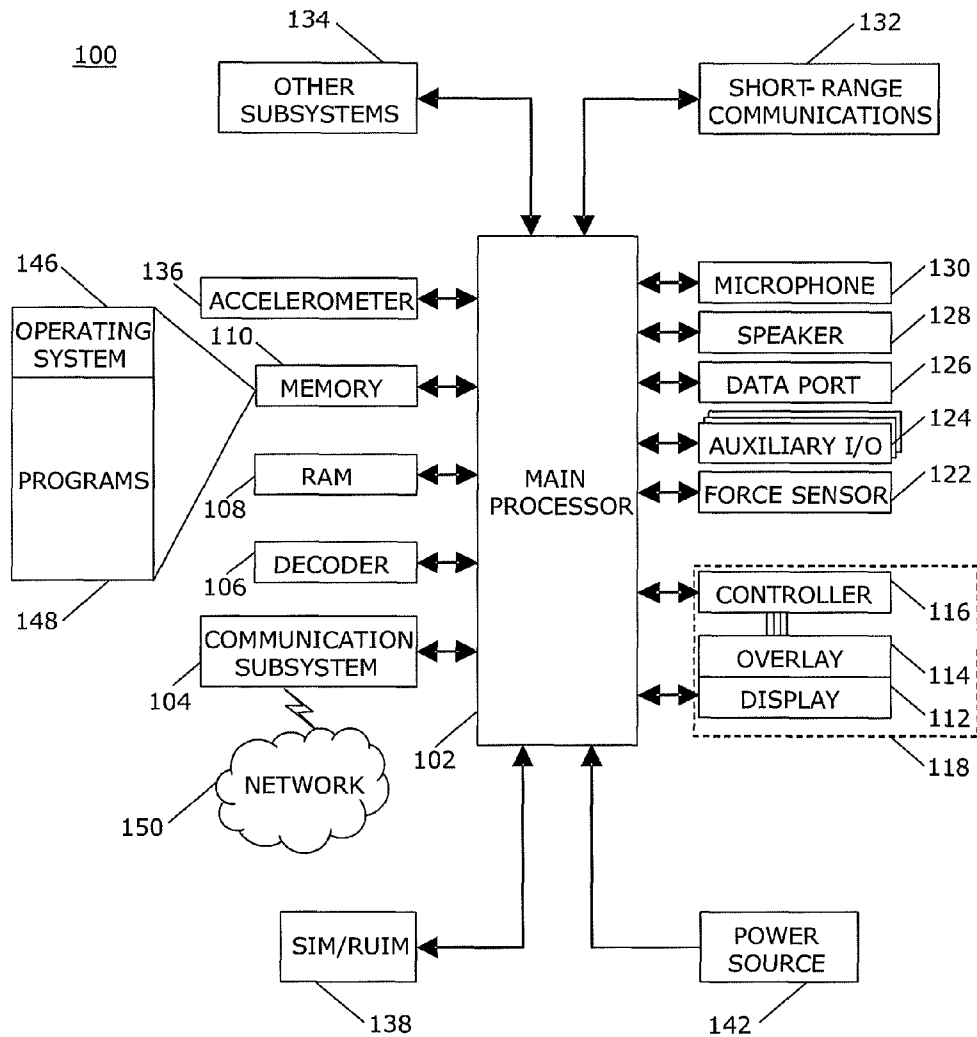 100
134
132
OTHER
SUBSYSTEMS
SHORT-RANGE
COMMUNICATIONS
146
136
ACCELEROMETER
110
MEMORY
OPERATING
SYSTEM
PROGRAMS
148
RAM
108
DECODER
106
COMMUNICATION
SUBSYSTEM
104
NETWORK
150
MAIN
PROCESSOR
102
MICROPHONE
130
SPEAKER
128
DATA PORT
126
AUXILIARY I/O
124
FORCE SENSOR
122
CONTROLLER
116
OVERLAY
114
DISPLAY
112
118
SIM/RUIM
138
POWER
SOURCE
142